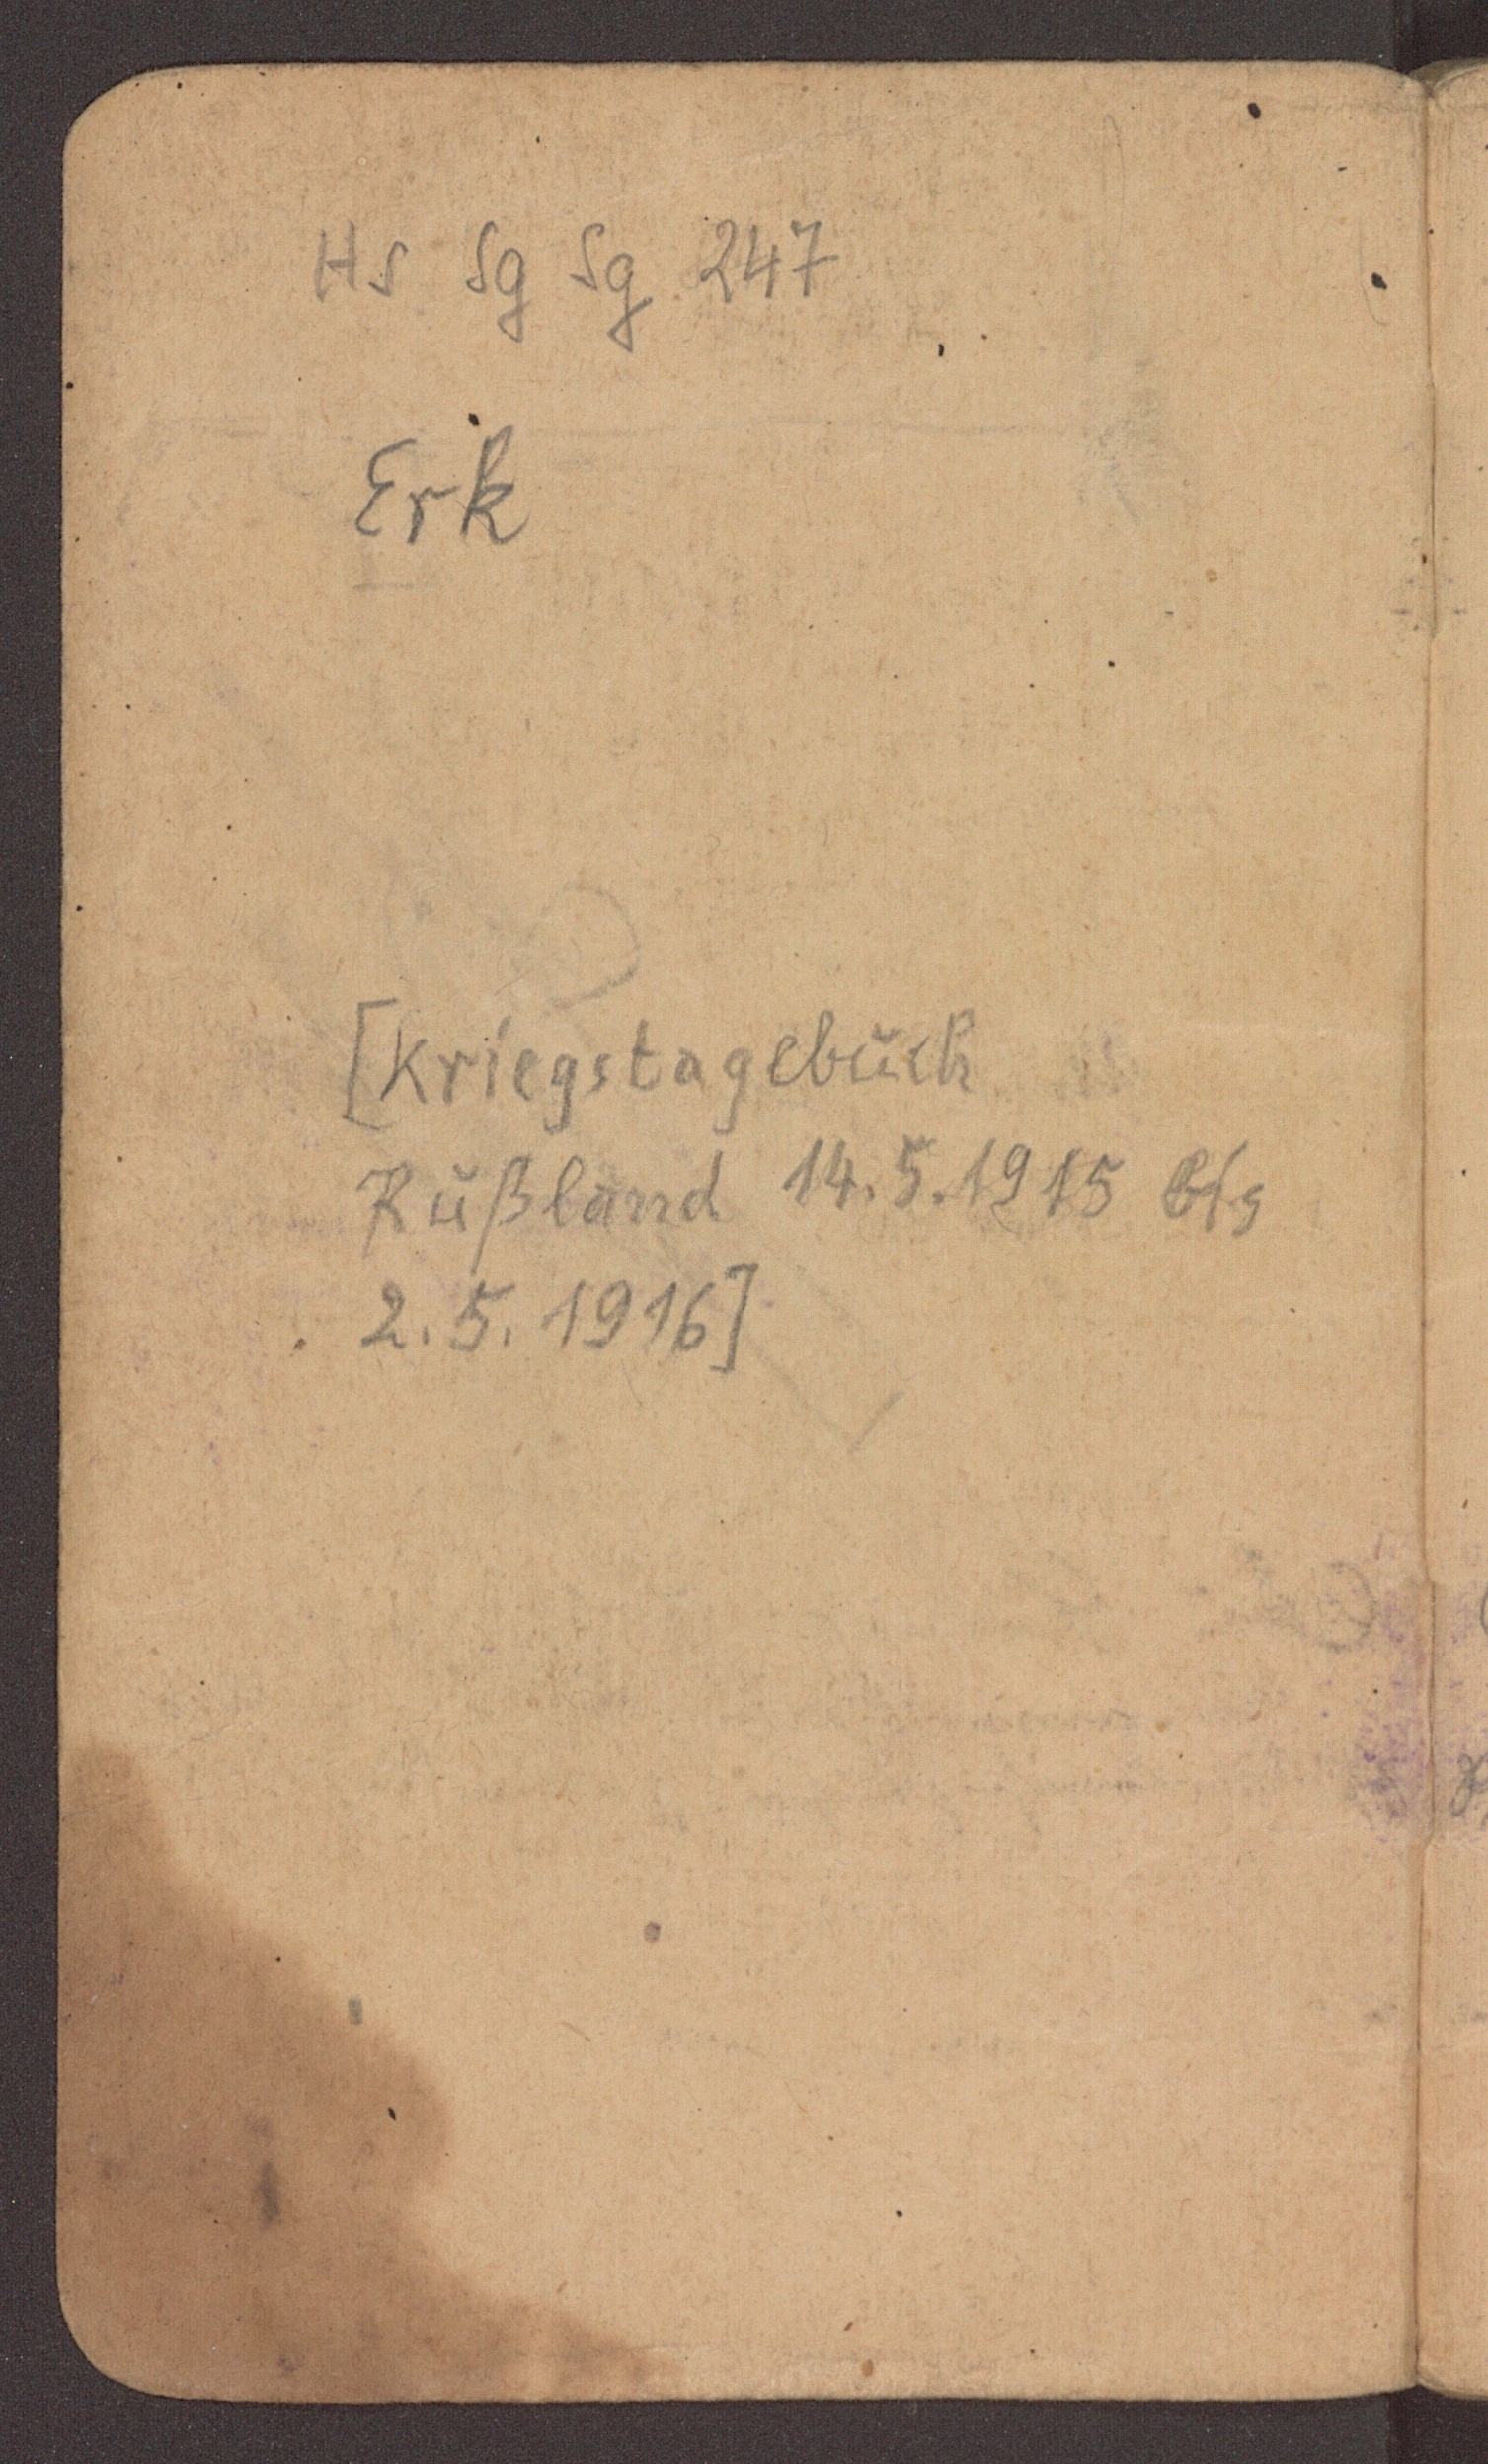 Hs Sg Sg 247
Erk
[Kriegstagebuch
Rußland 14.5.1915 bis
2.5.1916]